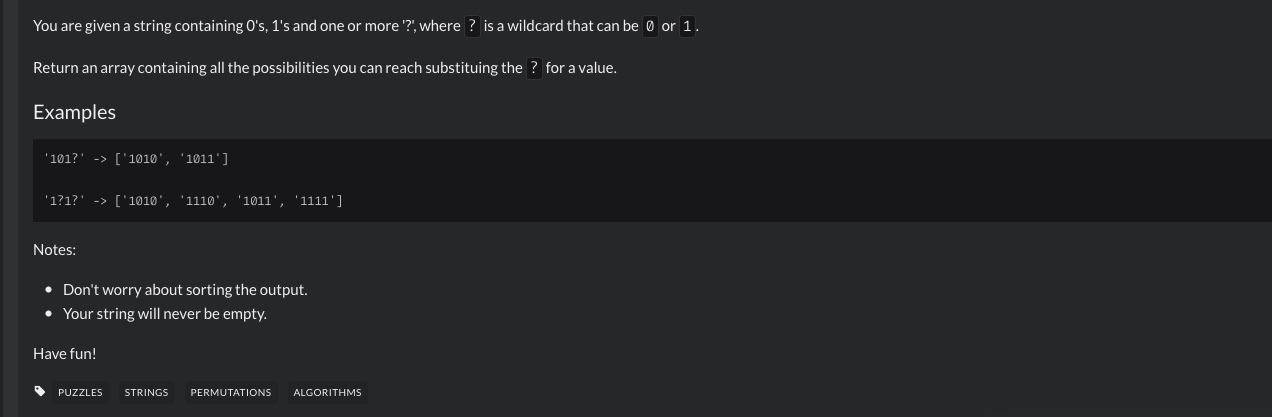 You are given a string containing 0's, 1's and one or more '?', where ? is a wildcard that can be 0 or 1.
Return an array containing all the possibilities you can reach substituing the ? for a value.
Examples
'101?' -> ['1010', '1011']
'1?1?' -> ['1010', '1110', '1011', '1111']
Notes:
• Don't worry about sorting the output.
• Your string will never be empty.
Have fun!
PUZZLES STRINGS PERMUTATIONS ALGORITHMS